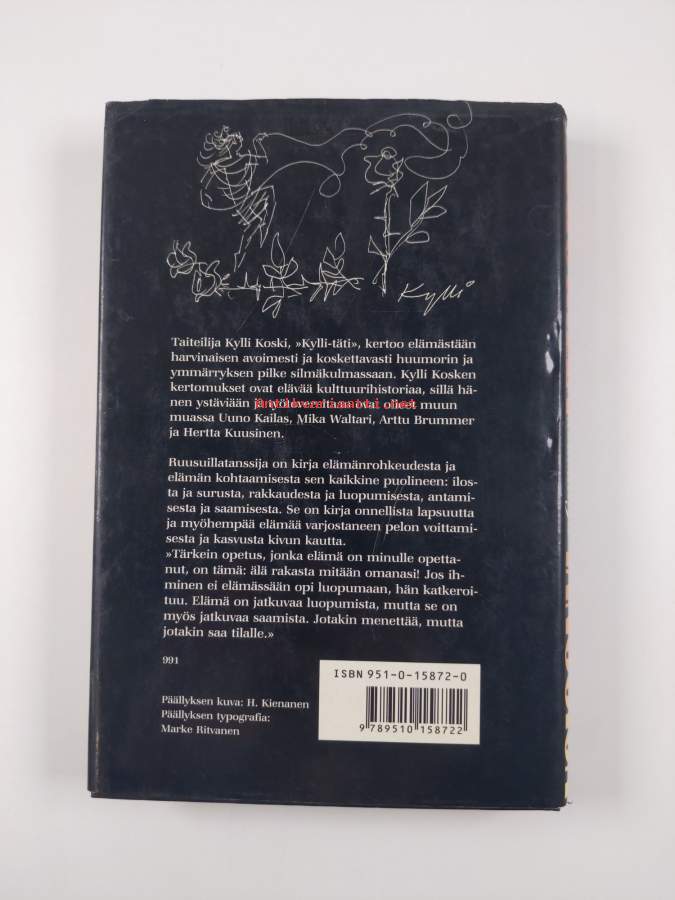 Kylli
Taiteilija Kylli Koski, »Kylli-täti», kertoo elämästään
harvinaisen avoimesti ja koskettavasti huumorin ja
ymmärryksen pilke silmäkulmassaan. Kylli Kosken
kertomukset ovat elävää kulttuurihistoriaa, sillä hä-
nen ystäviään ja työtovereitaan ovat olleet muun
muassa Uuno Kailas, Mika Waltari, Arttu Brummer
ja Hertta Kuusinen.
Ruusuillatanssija on kirja elämänrohkeudesta ja
elämän kohtaamisesta sen kaikkine puolineen: ilos-
ta ja surusta, rakkaudesta ja luopumisesta, antami-
sesta ja saamisesta. Se on kirja onnellista lapsuutta
ja myöhempää elämää varjostaneen pelon voittami-
sesta ja kasvusta kivun kautta.
»Tärkein opetus, jonka elämä on minulle opetta-
nut, on tämä: älä rakasta mitään omanasi! Jos ih-
minen ei elämässään opi luopumaan, hän katkeroi-
tuu. Elämä on jatkuvaa luopumista, mutta se on
myös jatkuvaa saamista. Jotakin menettää, mutta
jotakin saa tilalle.»
991
Päällyksen kuva: H. Kienanen
Päällyksen typografia:
Marke Ritvanen
ISBN 951-0-15872-0
9 789510 158722